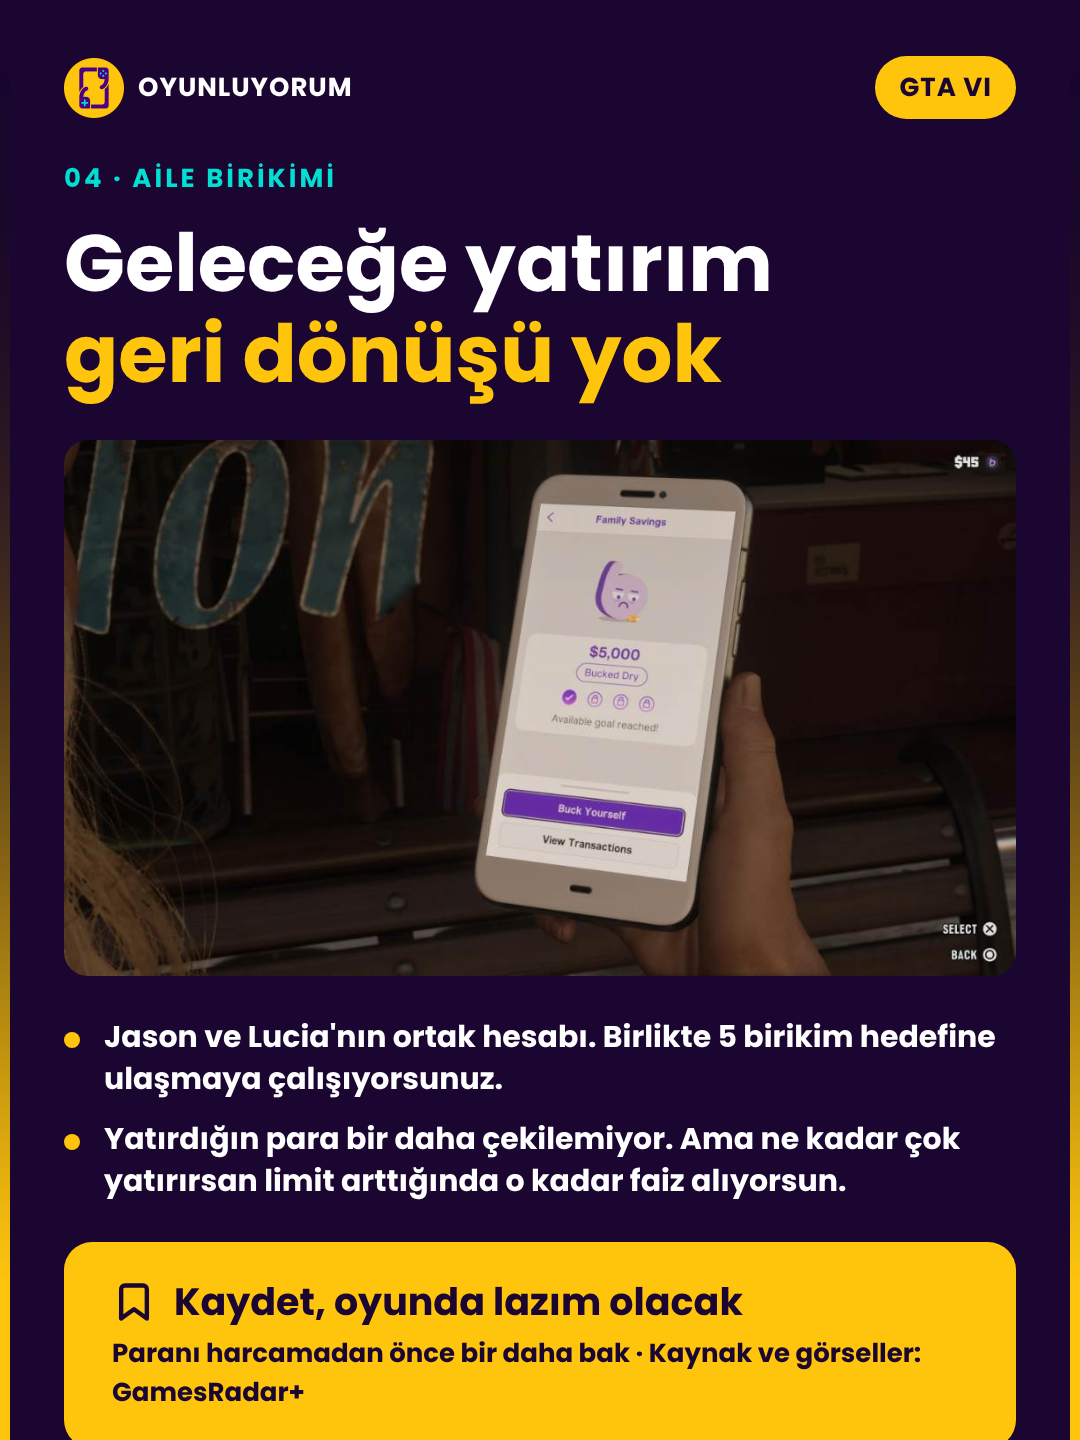 OYUNLUYORUM
GTA VI
04 · AİLE BİRİKİMİ
Geleceğe yatırım
geri dönüşü yok
ion
$45
Family Savings
$5,000
Bucked Dry
Available goal reached!
Buck Yourself
View Transactions
SELECT
BACK
Jason ve Lucia'nın ortak hesabı. Birlikte 5 birikim hedefine
ulaşmaya çalışıyorsunuz.
Yatırdığın para bir daha çekilemiyor. Ama ne kadar çok
yatırırsan limit arttığında o kadar faiz alıyorsun.
Kaydet, oyunda lazım olacak
Paranı harcamadan önce bir daha bak · Kaynak ve görseller:
GamesRadar+